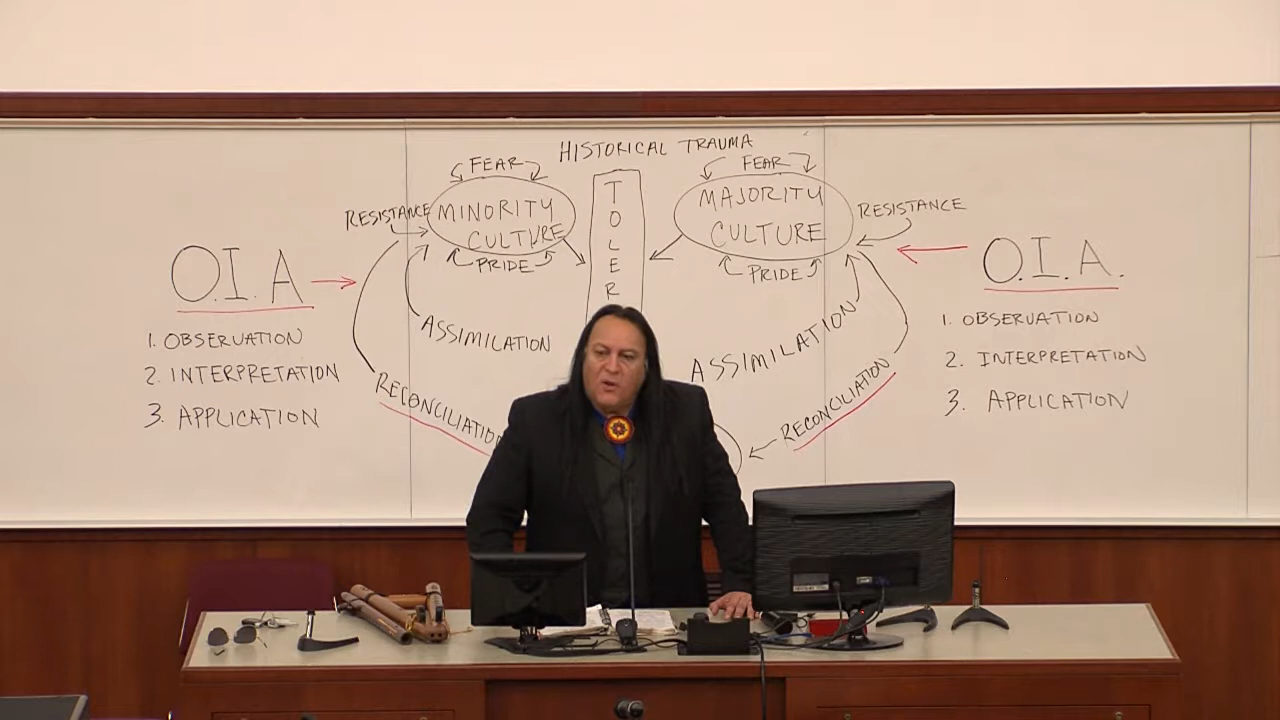 HISTORICAL TRAUMA
FEAR
FEAR
TOLER
RESISTANCE
MINORITY
CULTURE
MAJORITY
CULTURE
RESISTANCE
PRIDE
PRIDE
O.I.A
1. OBSERVATION
2. INTERPRETATION
3. APPLICATION
ASSIMILATION
RECONCILIATION
ASSIMILATION
RECONCILIATION
O.I.A.
1. OBSERVATION
2. INTERPRETATION
3. APPLICATION